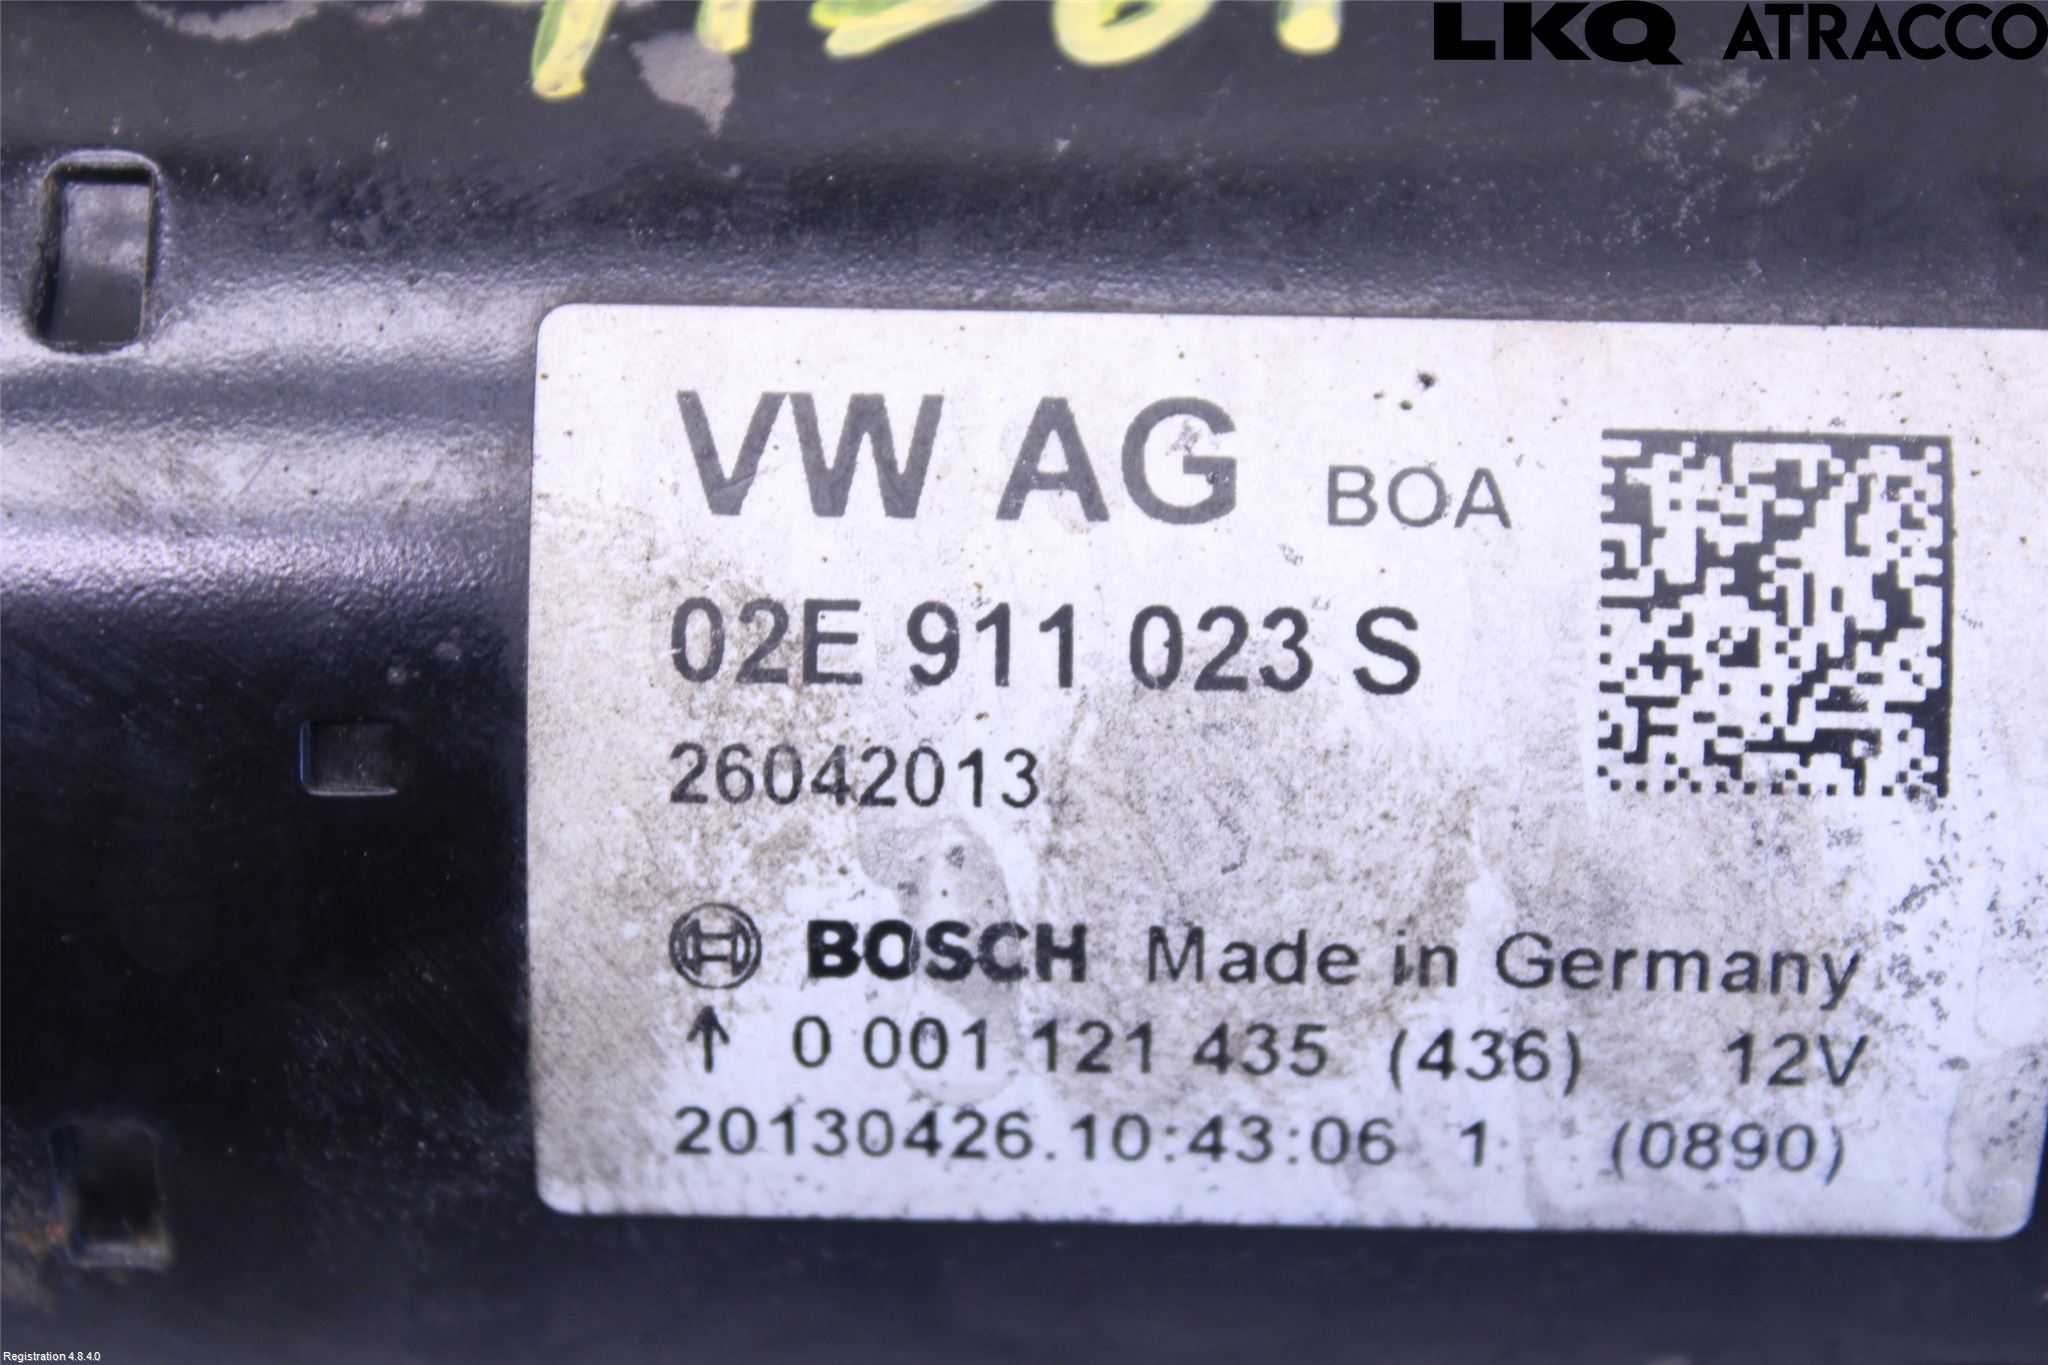 LKQ ATRACCO
VW AG BOA
02E 911 023 S
26042013
BOSCH Made in Germany
↑ 0 001 121 435 (436) 12V
20130426.10:43:06 1 (0890)
Registration 4.8.4.0